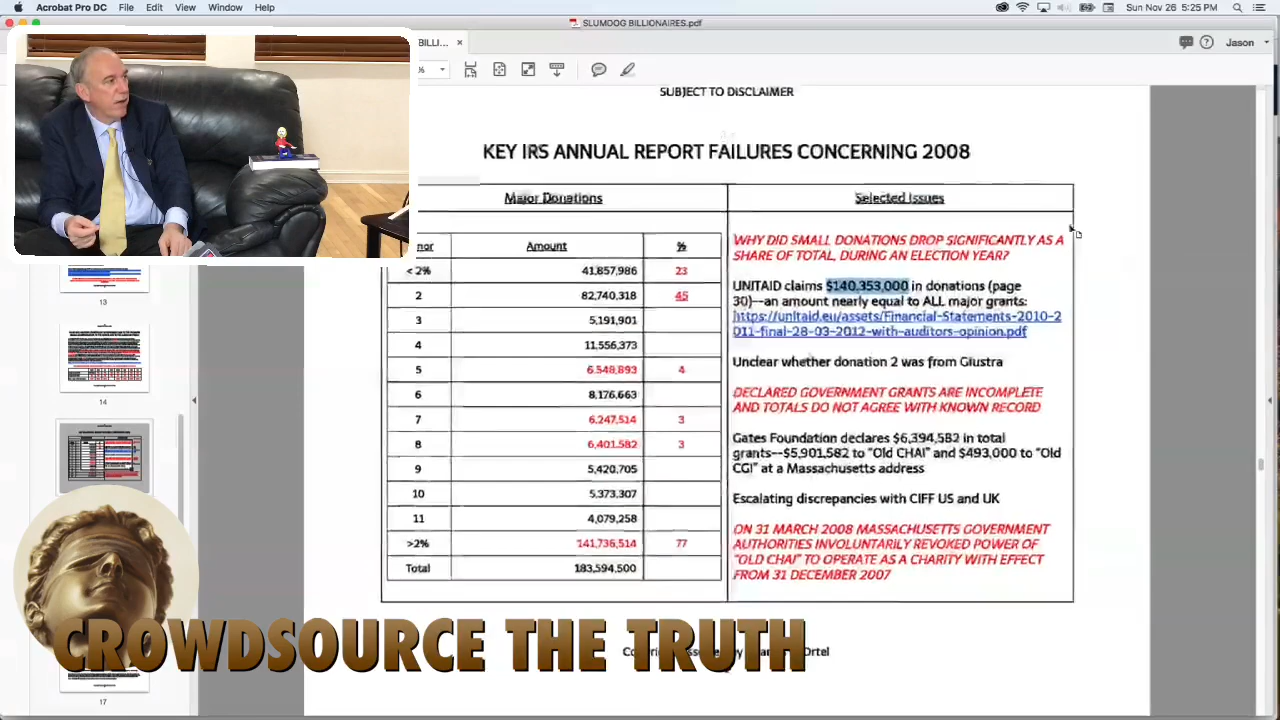 Acrobat Pro DC File Edit View Window Help
Sun Nov 26 5:25 PM
SLUMDOG BILLIONAIRES.pdf
BILLI...
Jason
%
SUBJECT TO DISCLAIMER
KEY IRS ANNUAL REPORT FAILURES CONCERNING 2008
Major Donations
Selected Issues
nor Amount %
< 2% 41,857,986 23
2 82,740,318 45
3 5,191,901
4 11,556,373
5 6,548,893 4
6 8,176,663
7 6,247,514 3
8 6,401,582 3
9 5,420,705
10 5,373,307
11 4,079,258
>2% 141,736,514 77
Total 183,594,500
WHY DID SMALL DONATIONS DROP SIGNIFICANTLY AS A
SHARE OF TOTAL, DURING AN ELECTION YEAR?
UNITAID claims $140,353,000 in donations (page
30)--an amount nearly equal to ALL major grants:
https://unitaid.eu/assets/Financial-Statements-2010-2
011-final-28-03-2012-with-auditors-opinion.pdf
Unclear whether donation 2 was from Giustra
DECLARED GOVERNMENT GRANTS ARE INCOMPLETE
AND TOTALS DO NOT AGREE WITH KNOWN RECORD
Gates Foundation declares $6,394,582 in total
grants--$5,901,582 to "Old CHAI" and $493,000 to "Old
CGI" at a Massachusetts address
Escalating discrepancies with CIFF US and UK
ON 31 MARCH 2008 MASSACHUSETTS GOVERNMENT
AUTHORITIES INVOLUNTARILY REVOKED POWER OF
"OLD CHAI" TO OPERATE AS A CHARITY WITH EFFECT
FROM 31 DECEMBER 2007
13
14
17
CROWDSOURCE THE TRUTH
Ortel